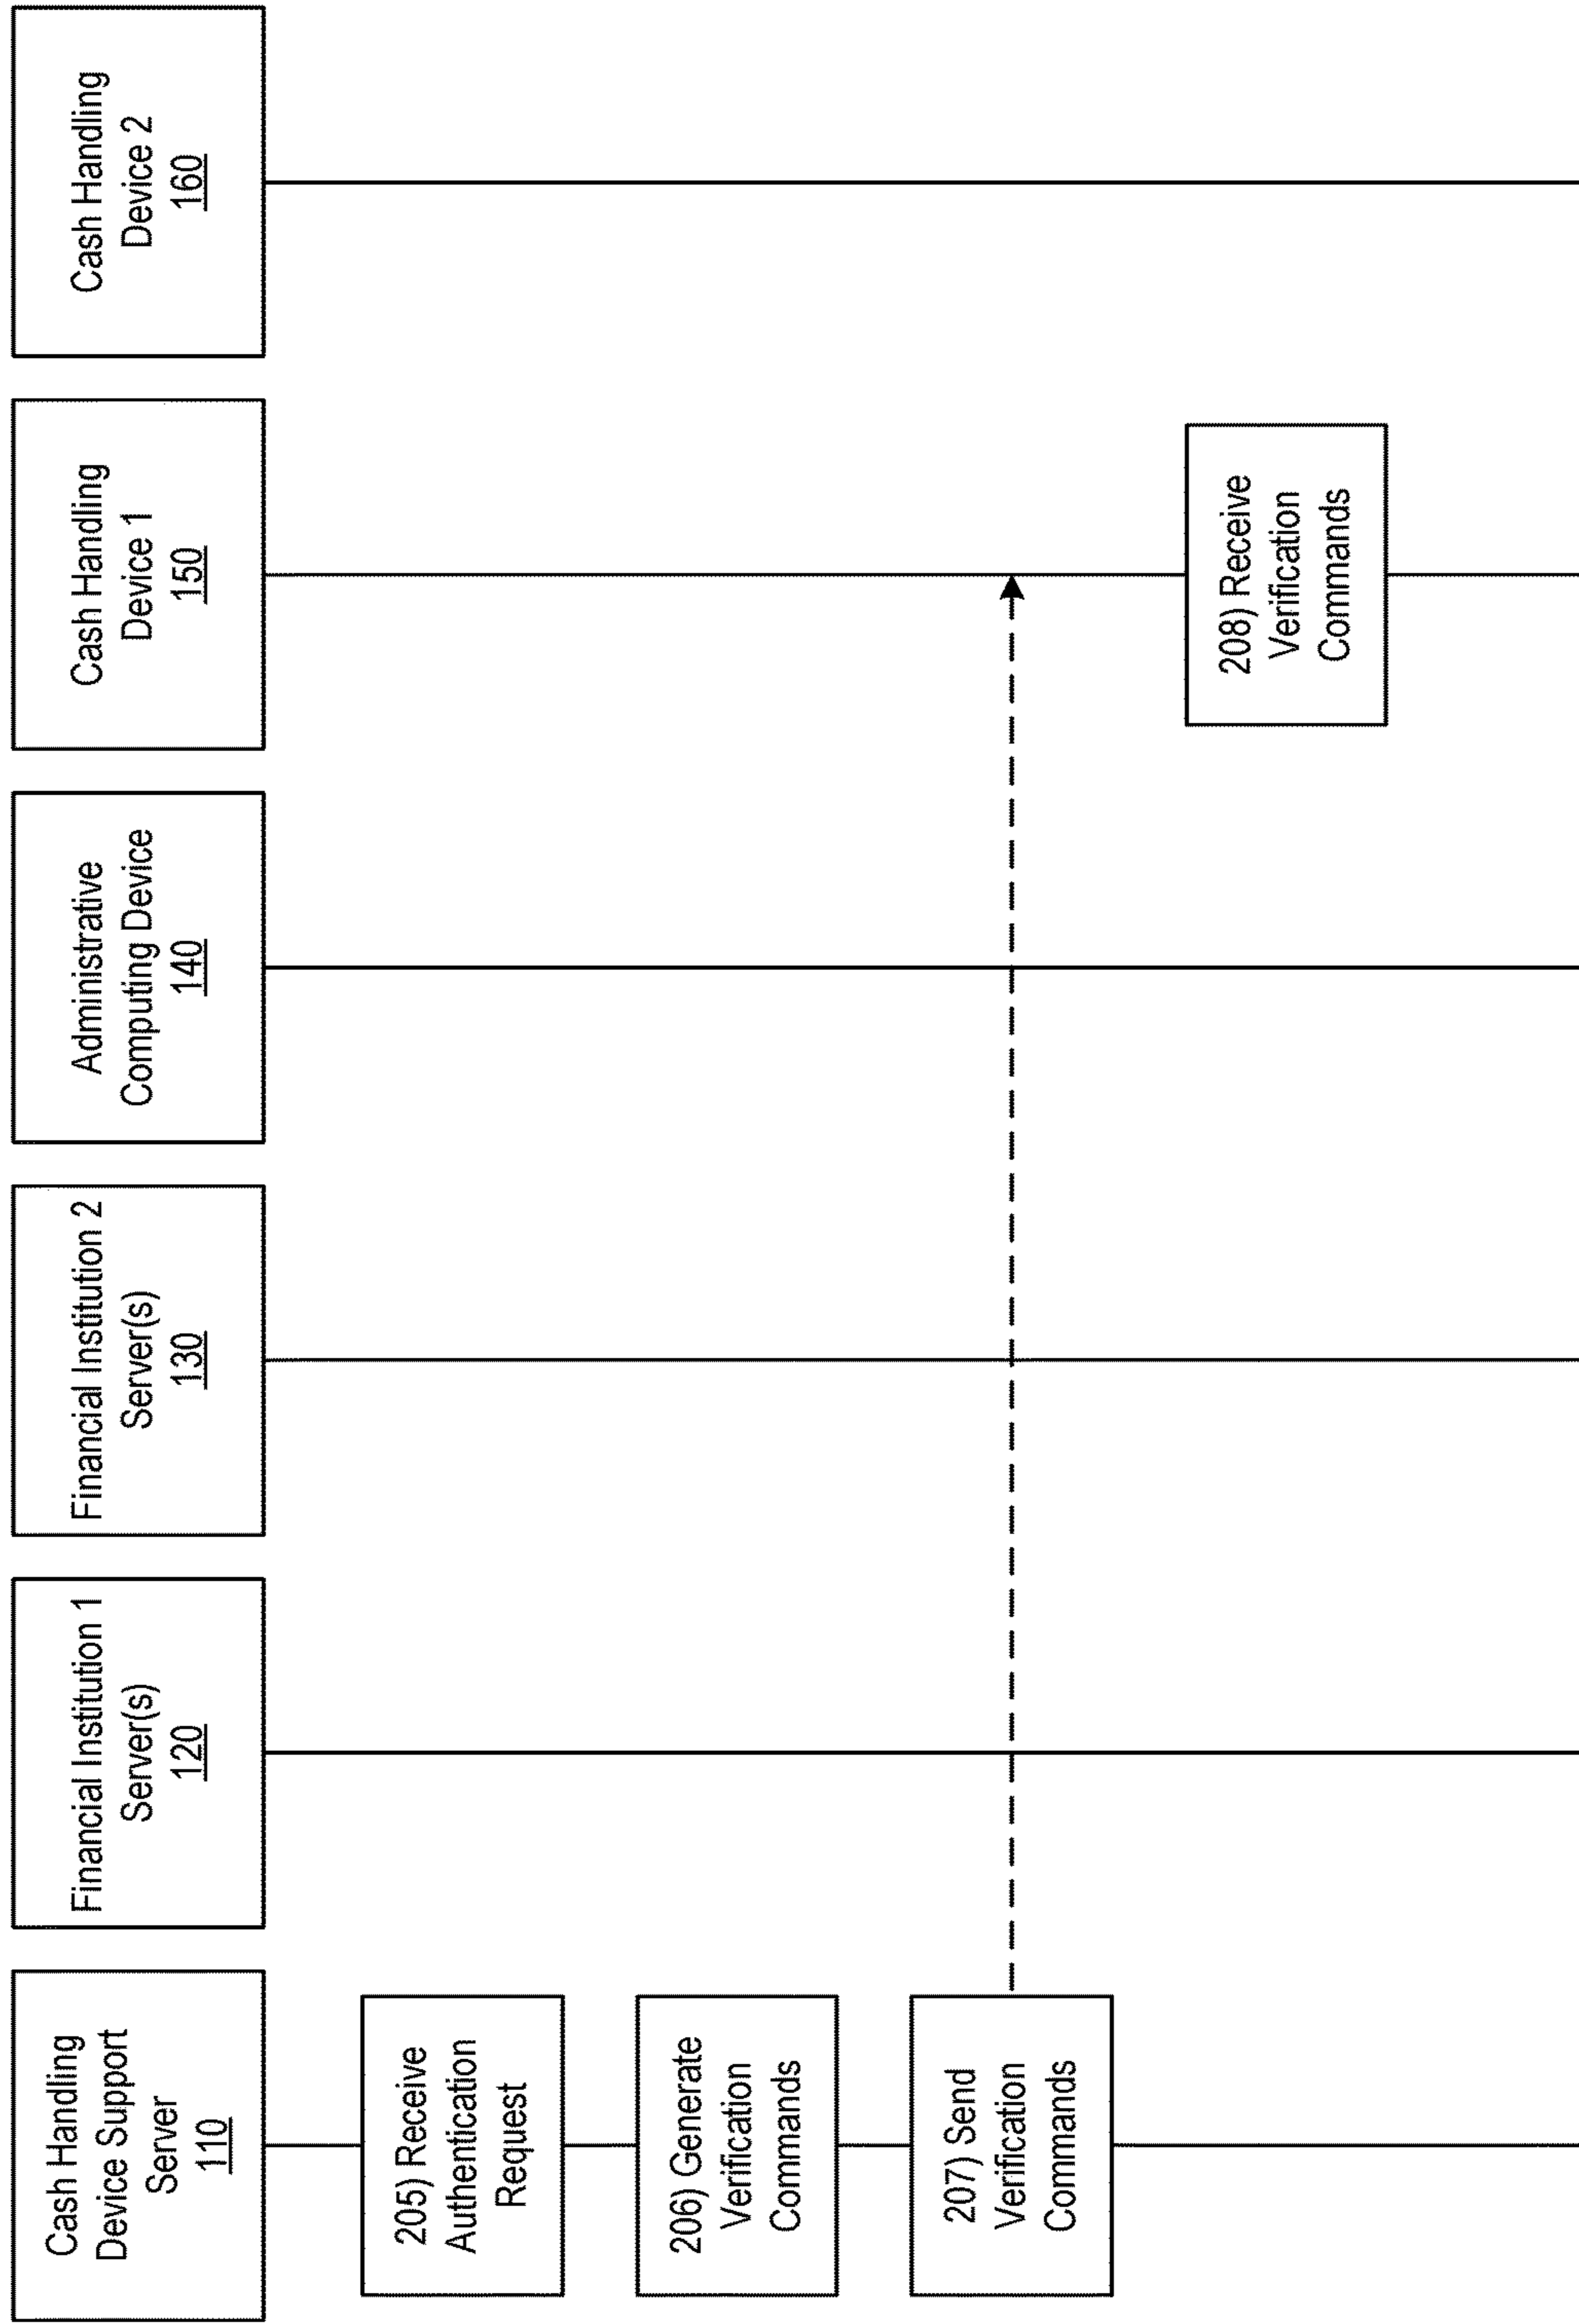 Cash Handling
Device Support
Server
110
Financial Institution 1
Server(s)
120
Financial Institution 2
Server(s)
130
Administrative
Computing Device
140
Cash Handling
Device 1
150
Cash Handling
Device 2
160
205) Receive
Authentication
Request
206) Generate
Verification
Commands
207) Send
Verification
Commands
208) Receive
Verification
Commands